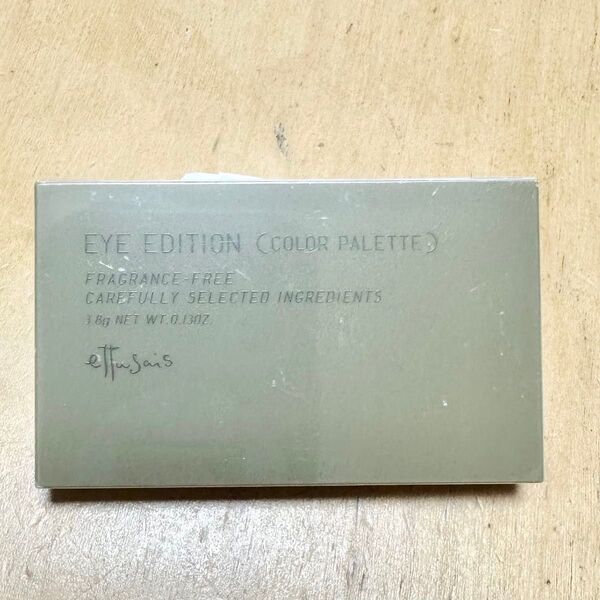 EYE EDITION (COLOR PALETTE)
FRAGRANCE-FREE
CAREFULLY SELECTED INGREDIENTS
3.8g NET WT.0.13OZ.
ettusais